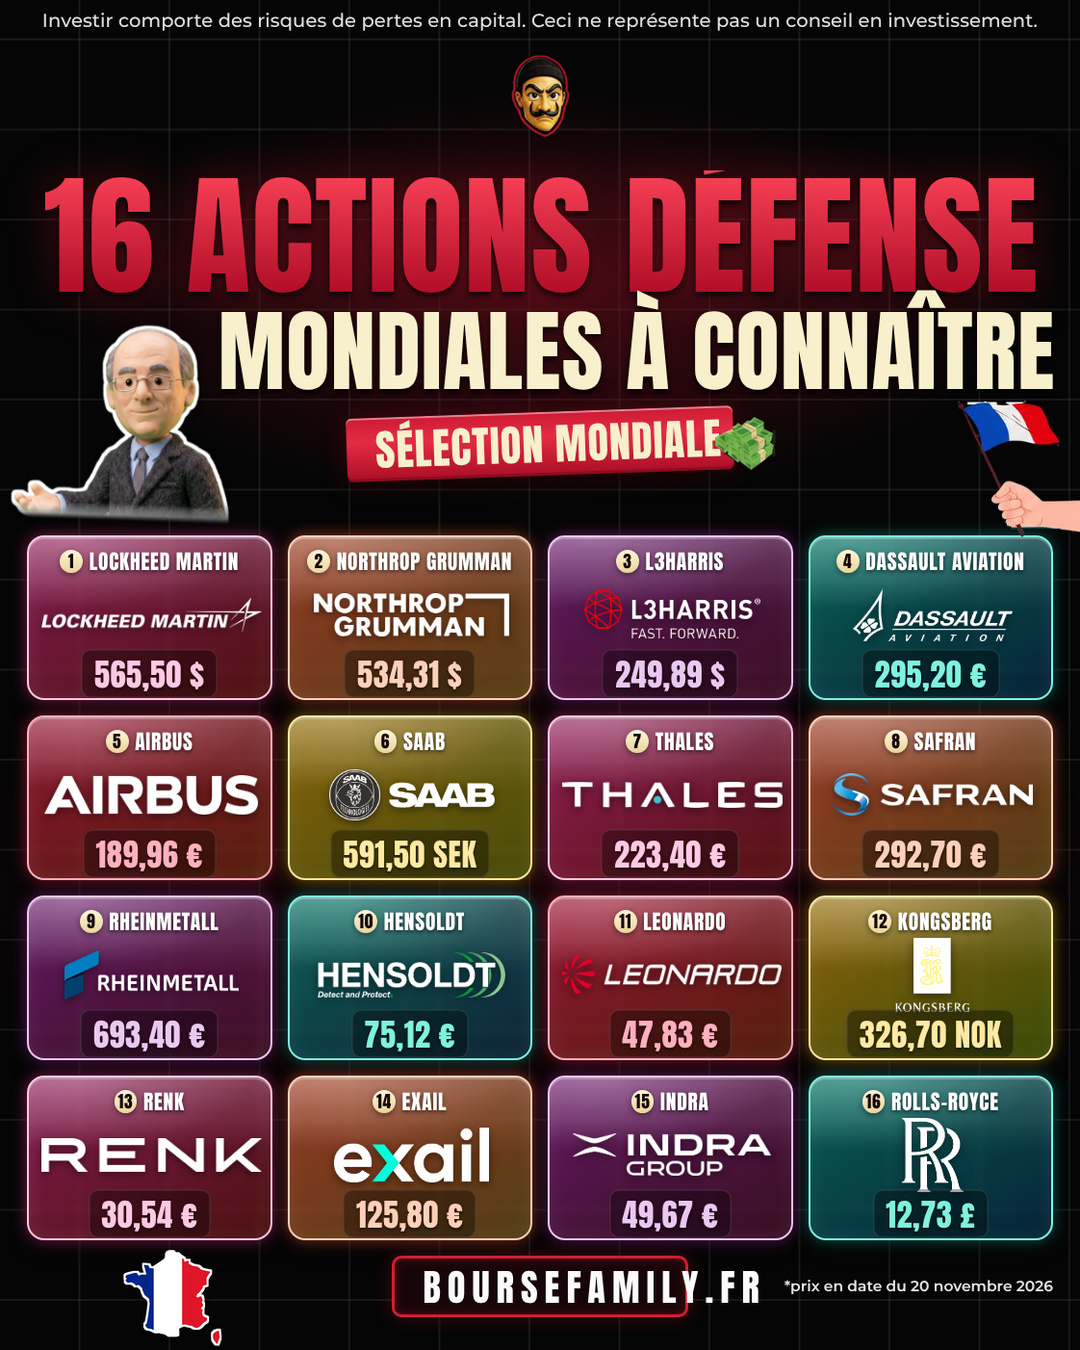 Investir comporte des risques de pertes en capital. Ceci ne représente pas un conseil en investissement.
16 ACTIONS DÉFENSE
MONDIALES À CONNAÎTRE
SÉLECTION MONDIALE
1 LOCKHEED MARTIN
LOCKHEED MARTIN
565,50 $
2 NORTHROP GRUMMAN
NORTHROP
GRUMMAN
534,31 $
3 L3HARRIS
L3HARRIS®
FAST. FORWARD.
249,89 $
4 DASSAULT AVIATION
DASSAULT
AVIATION
295,20 €
5 AIRBUS
AIRBUS
189,96 €
6 SAAB
SAAB
SAAB
591,50 SEK
7 THALES
THALES
223,40 €
8 SAFRAN
SAFRAN
292,70 €
9 RHEINMETALL
RHEINMETALL
693,40 €
10 HENSOLDT
HENSOLDT
Detect and Protect.
75,12 €
11 LEONARDO
LEONARDO
47,83 €
12 KONGSBERG
KONGSBERG
326,70 NOK
13 RENK
RENK
30,54 €
14 EXAIL
exail
125,80 €
15 INDRA
INDRA
GROUP
49,67 €
16 ROLLS-ROYCE
RR
12,73 £
BOURSEFAMILY.FR
*prix en date du 20 novembre 2026